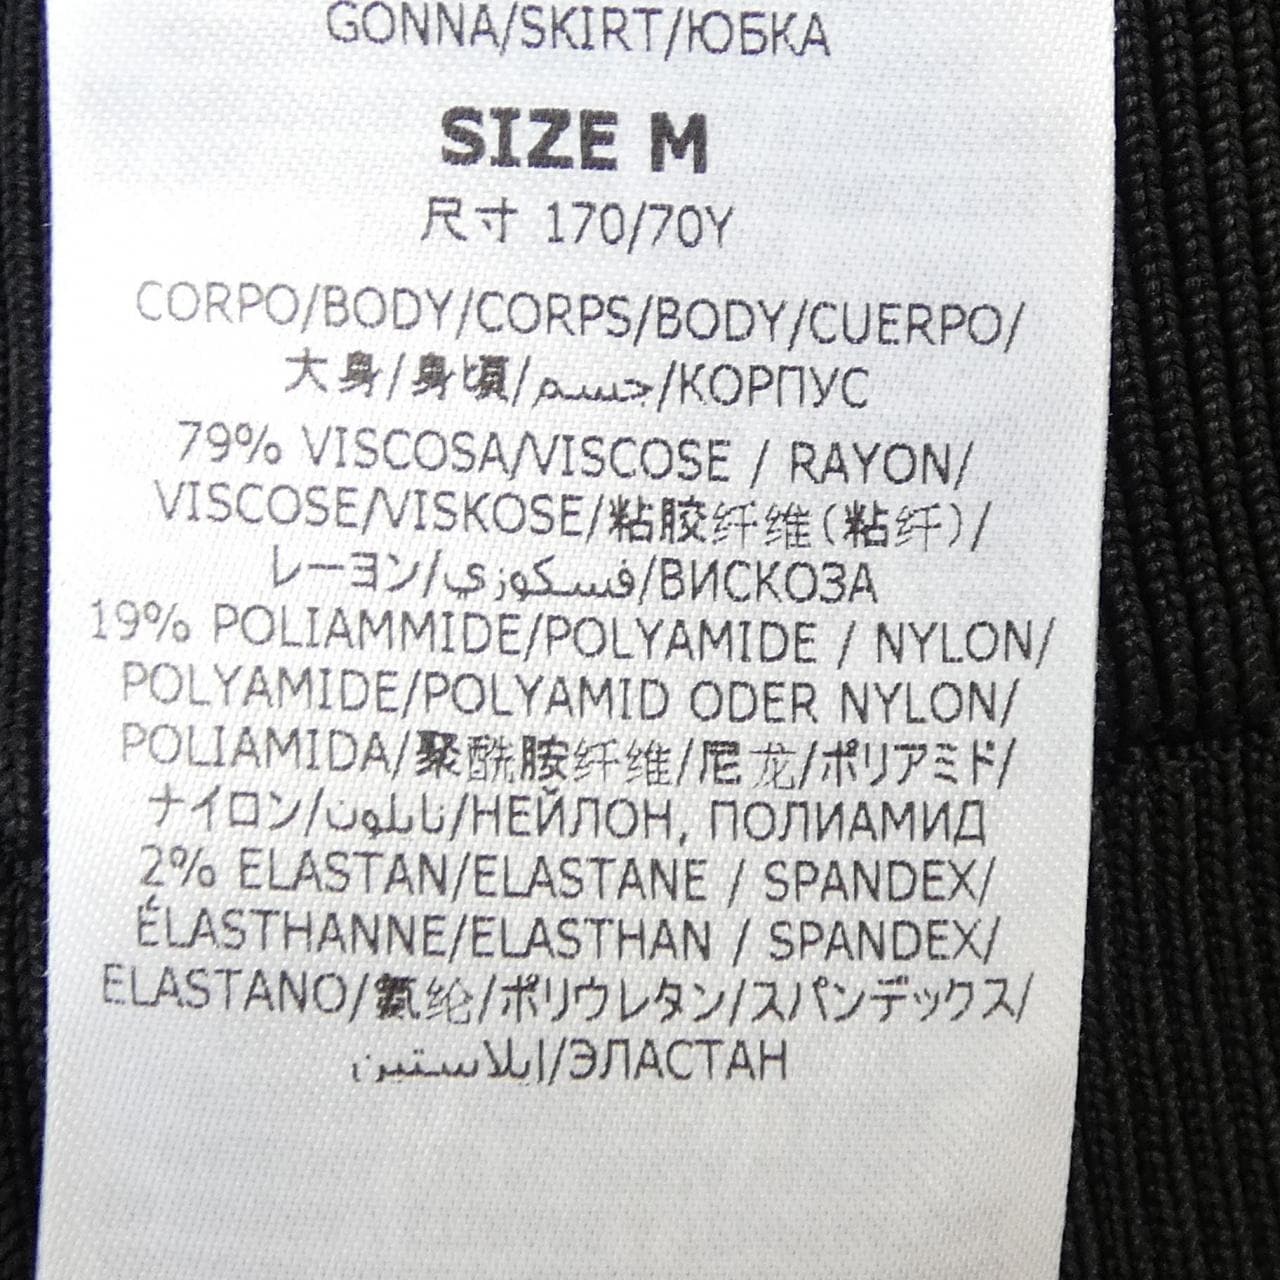 GONNA/SKIRT/ЮБКА
SIZE M
尺寸 170/70Y
CORPO/BODY/CORPS/BODY/CUERPO/
大身/身頃/جسم/КОРПУС
79% VISCOSA/VISCOSE / RAYON/
VISCOSE/VISKOSE/粘胶纤维(粘纤)/
レーヨン/فسكوزي/ВИСКОЗА
19% POLIAMMIDE/POLYAMIDE / NYLON/
POLYAMIDE/POLYAMID ODER NYLON/
POLIAMIDA/聚酰胺纤维/尼龙/ポリアミド/
ナイロン/نايلون/НЕЙЛОН, ПОЛИАМИД
2% ELASTAN/ELASTANE / SPANDEX/
ÉLASTHANNE/ELASTHAN / SPANDEX/
ELASTANO/氨纶/ポリウレタン/スパンデックス/
ايلاستين/ЭЛАСТАН